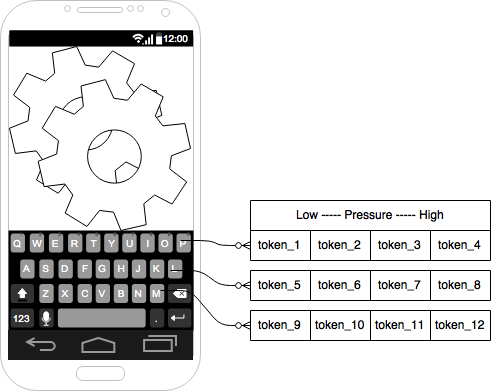 12:00
Q W E R T Y U I O P
A S D F G H J K L
Z X C V B N M
123 .
Low ----- Pressure ----- High
token_1 token_2 token_3 token_4
token_5 token_6 token_7 token_8
token_9 token_10 token_11 token_12